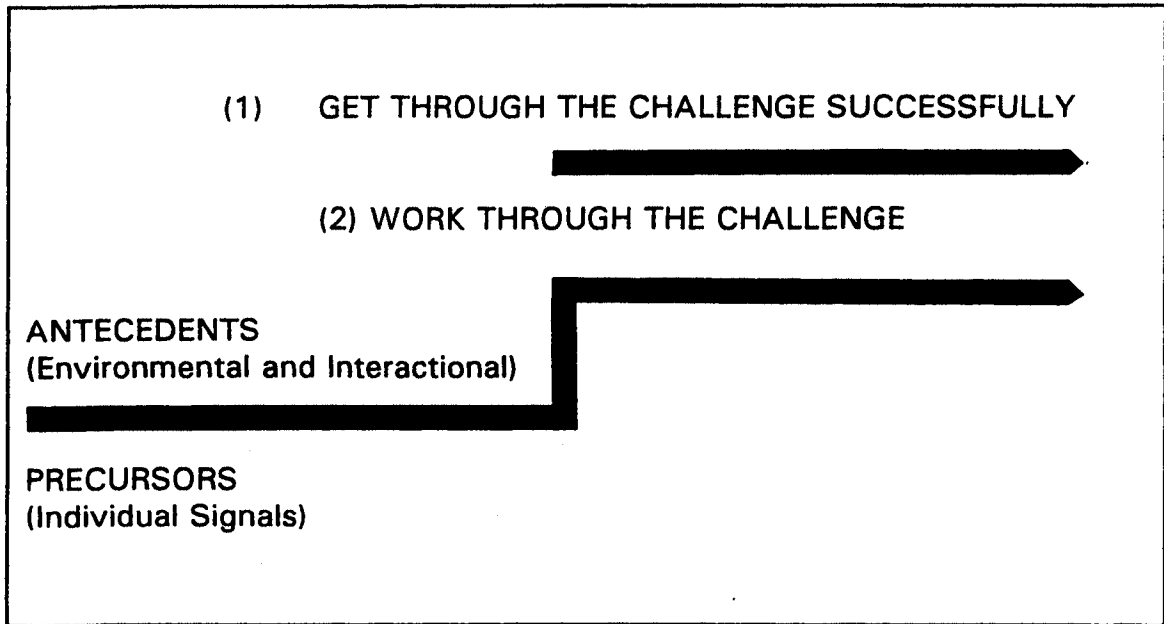 (1) GET THROUGH THE CHALLENGE SUCCESSFULLY
(2) WORK THROUGH THE CHALLENGE
ANTECEDENTS
(Environmental and Interactional)
PRECURSORS
(Individual Signals)